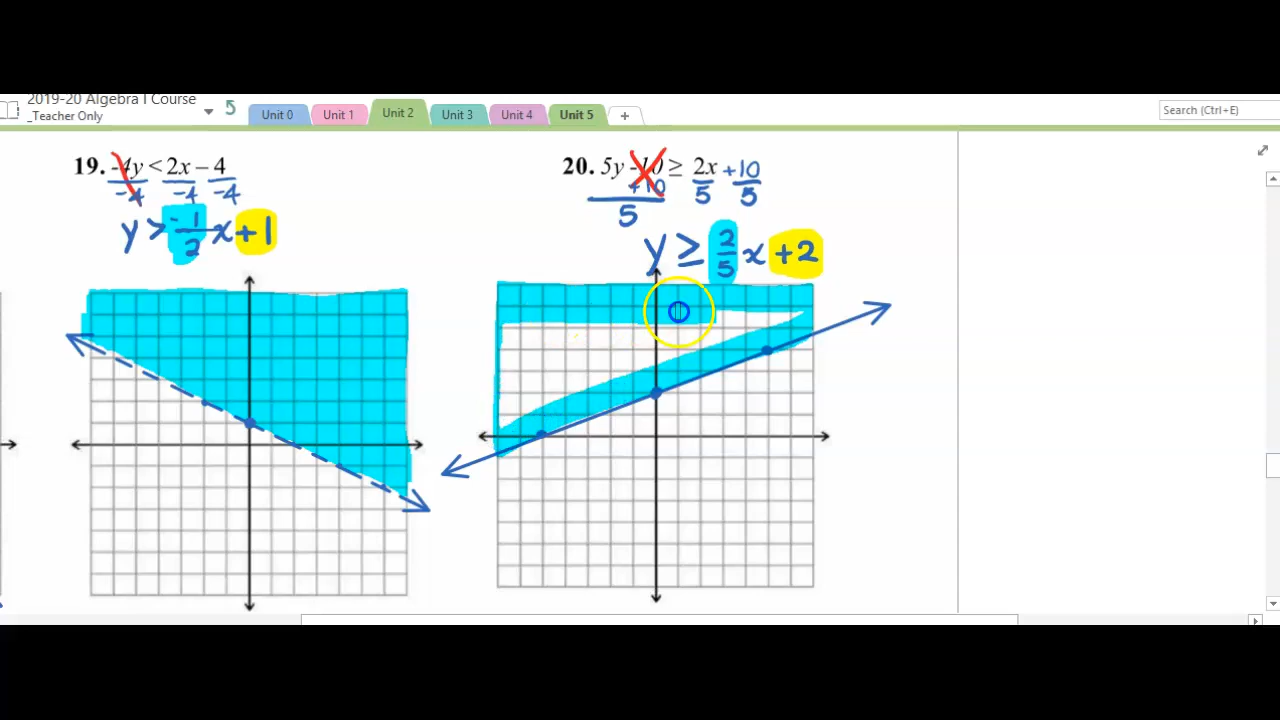 2019-20 Algebra I Course
_Teacher Only
Unit 0
Unit 1
Unit 2
Unit 3
Unit 4
Unit 5
+
Search (Ctrl+E)
19. -4y < 2x – 4
-4 -4 -4
y > -1/2 x + 1
20. 5y - 10 ≥ 2x + 10
+10 5 5
5
y ≥ 2/5 x + 2